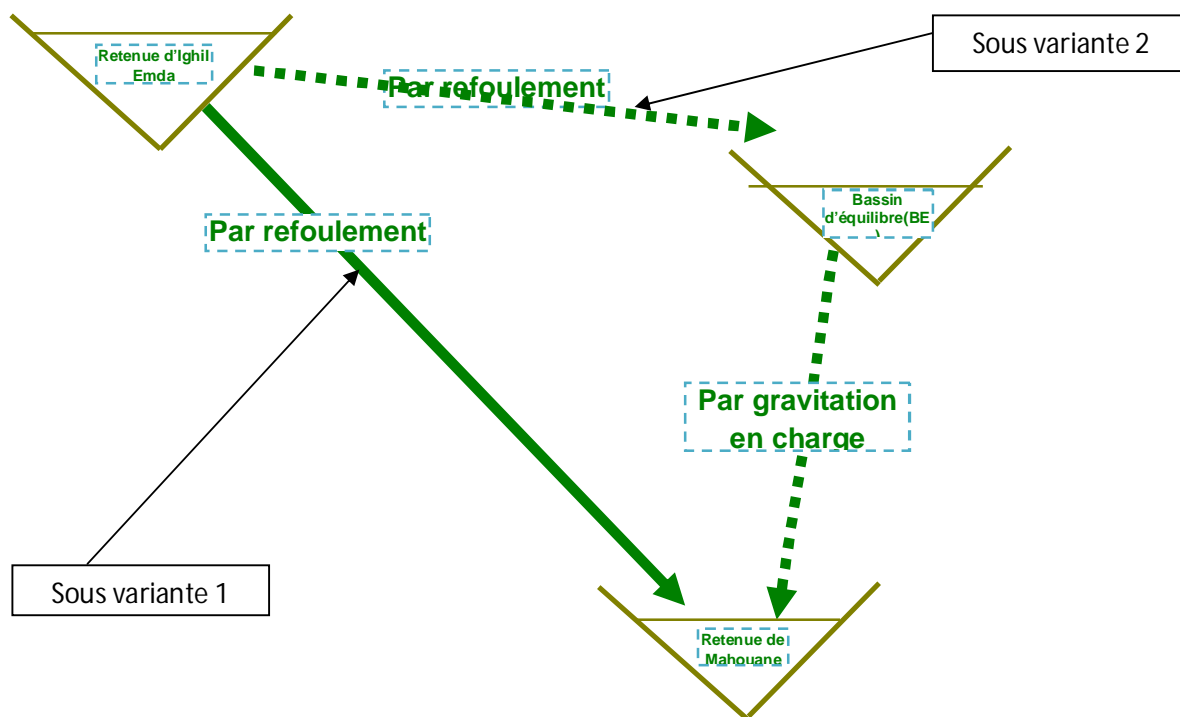 Retenue d'Ighil
Emda
Par refoulement
Sous variante 2
Bassin
d'équilibre(BE
)
Par refoulement
Par gravitation
en charge
Sous variante 1
Retenue de
Mahouane